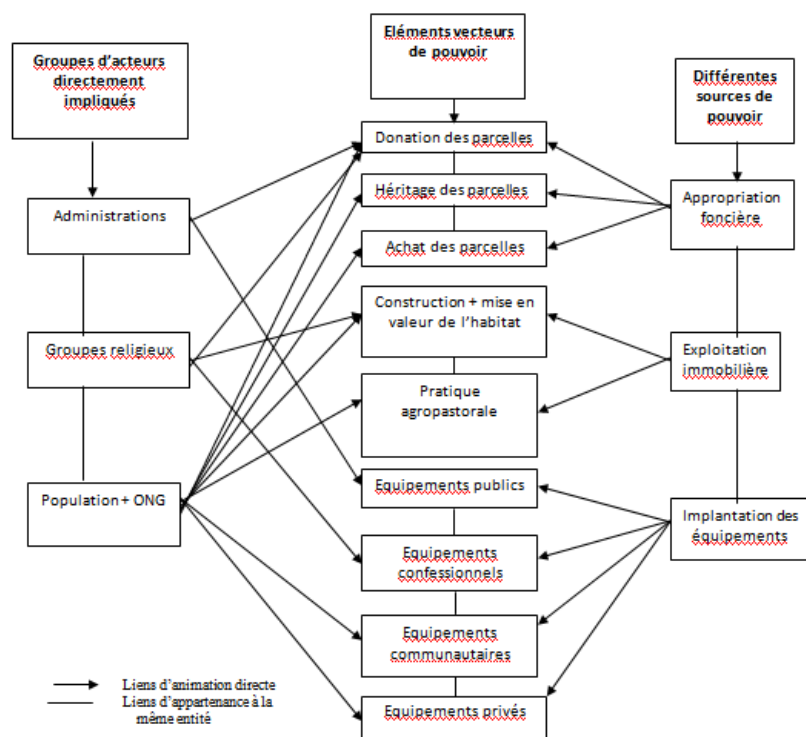 Groupes d'acteurs
directement
impliqués
Administrations
Groupes religieux
Population + ONG
Eléments vecteurs
de pouvoir
Donation des parcelles
Héritage des parcelles
Achat des parcelles
Construction + mise en
valeur de l'habitat
Pratique
agropastorale
Equipements publics
Equipements
confessionnels
Equipements
communautaires
Equipements privés
Différentes
sources de
pouvoir
Appropriation
foncière
Exploitation
immobilière
Implantation des
équipements
Liens d'animation directe
Liens d'appartenance à la
même entité